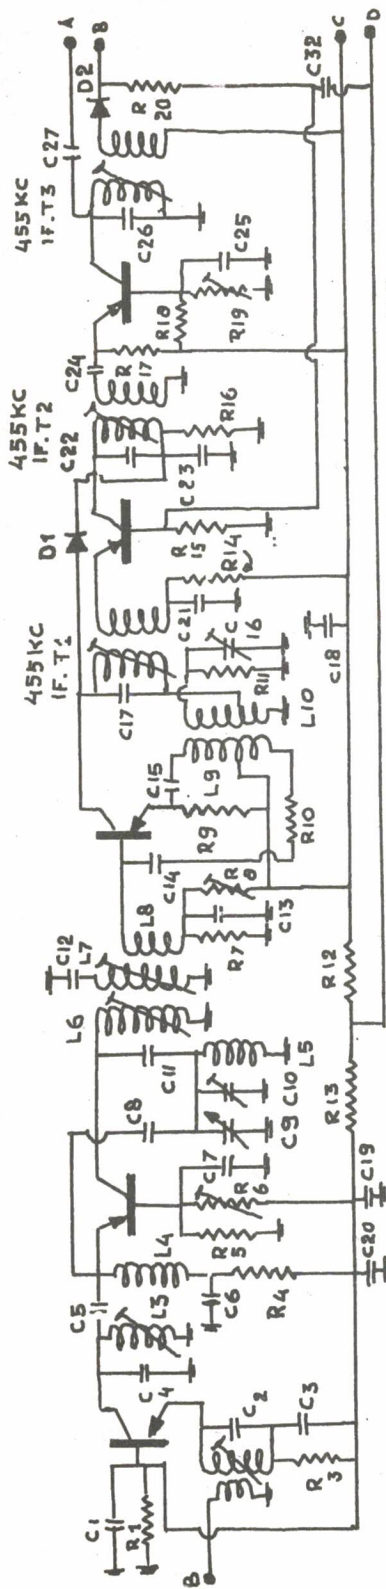 B
C1
R1
C4
C2
C3
R3
C5
L3
L4
C6
R4
C20
C19
R5
R6
C7
C8
C9
C10
C11
L5
L6
L7
C12
R13
R12
L8
R7
C13
R8
C14
R9
C15
L9
R10
L10
R11
C16
C17
C18
455KC
IF.T1
C21
R14
R15
D1
C22
C23
R16
455KC
IF.T2
C24
R17
R18
R19
C25
C26
455KC
IF.T3
C27
D2
R20
C32
A
B
C
D